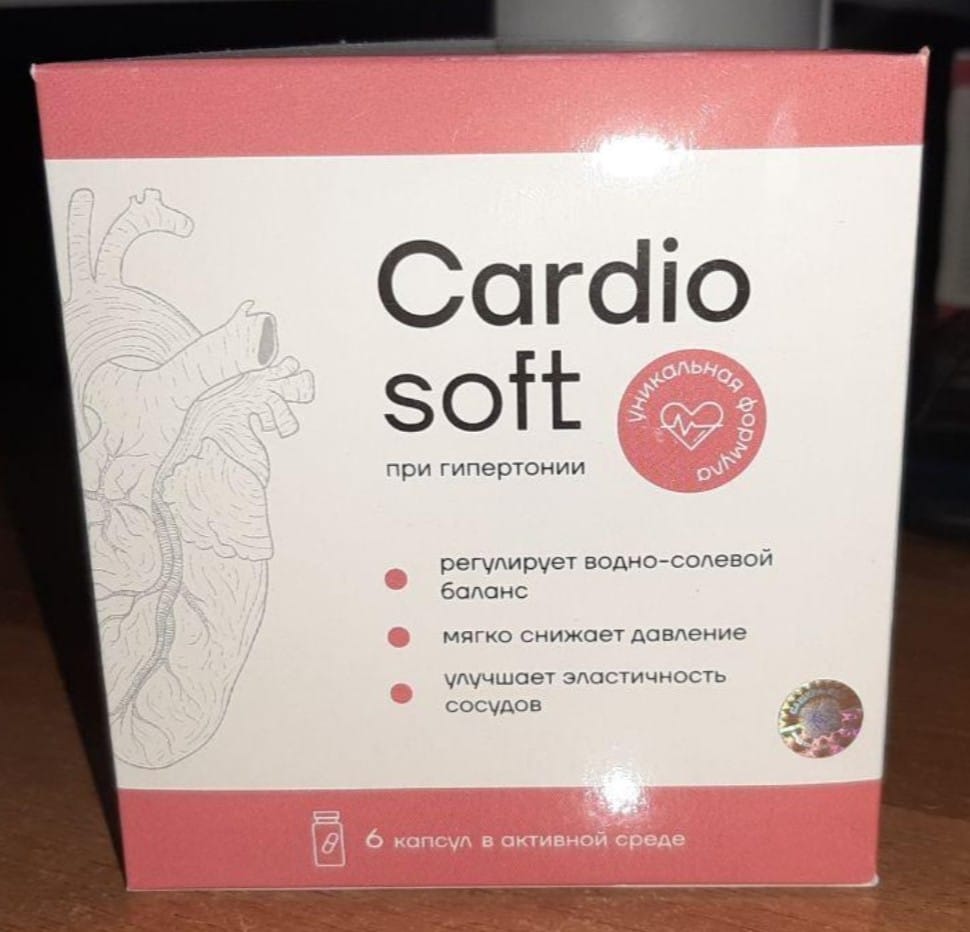 Cardio
soft
при гипертонии
уникальная формула
регулирует водно-солевой
баланс
мягко снижает давление
улучшает эластичность
сосудов
6 капсул в активной среде